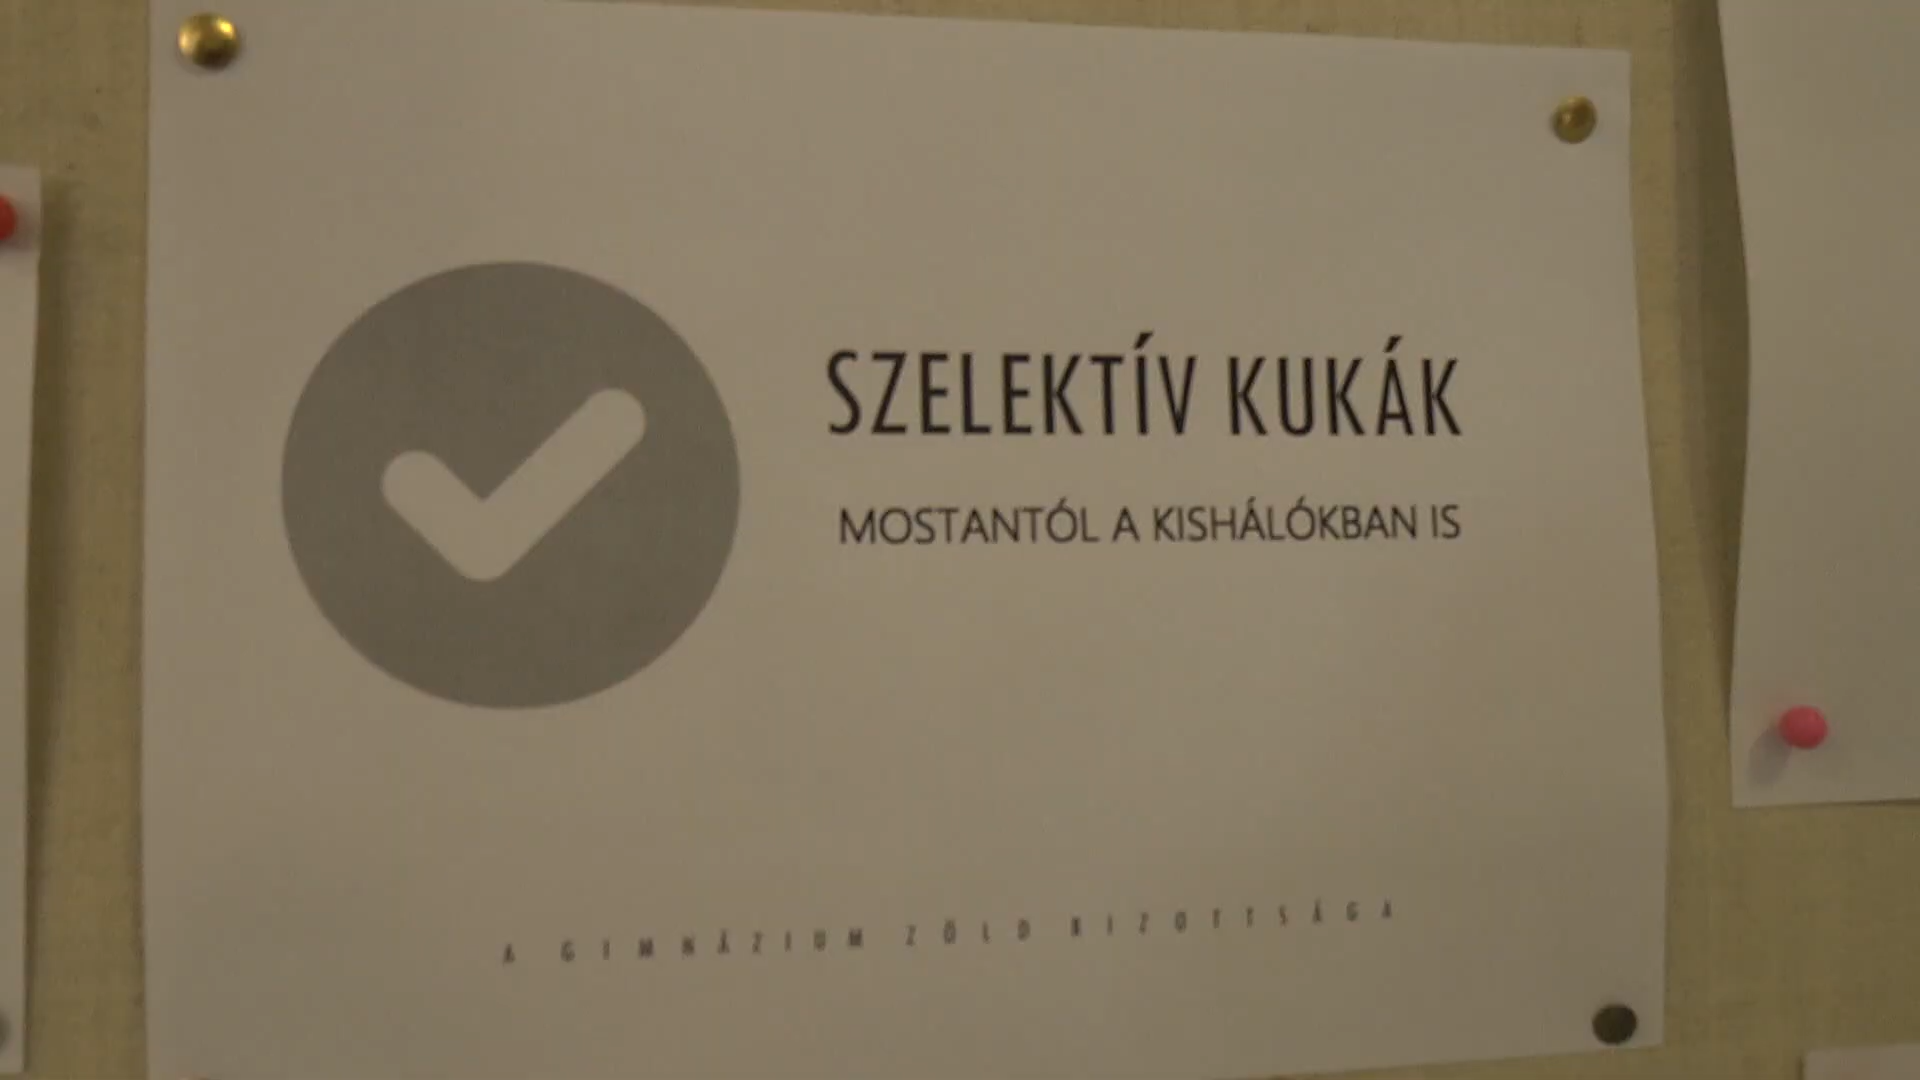 SZELEKTÍV KUKÁK
MOSTANTÓL A KISHÁLÓKBAN IS
A GIMNÁZIUM ZÖLD BIZOTTSÁGA